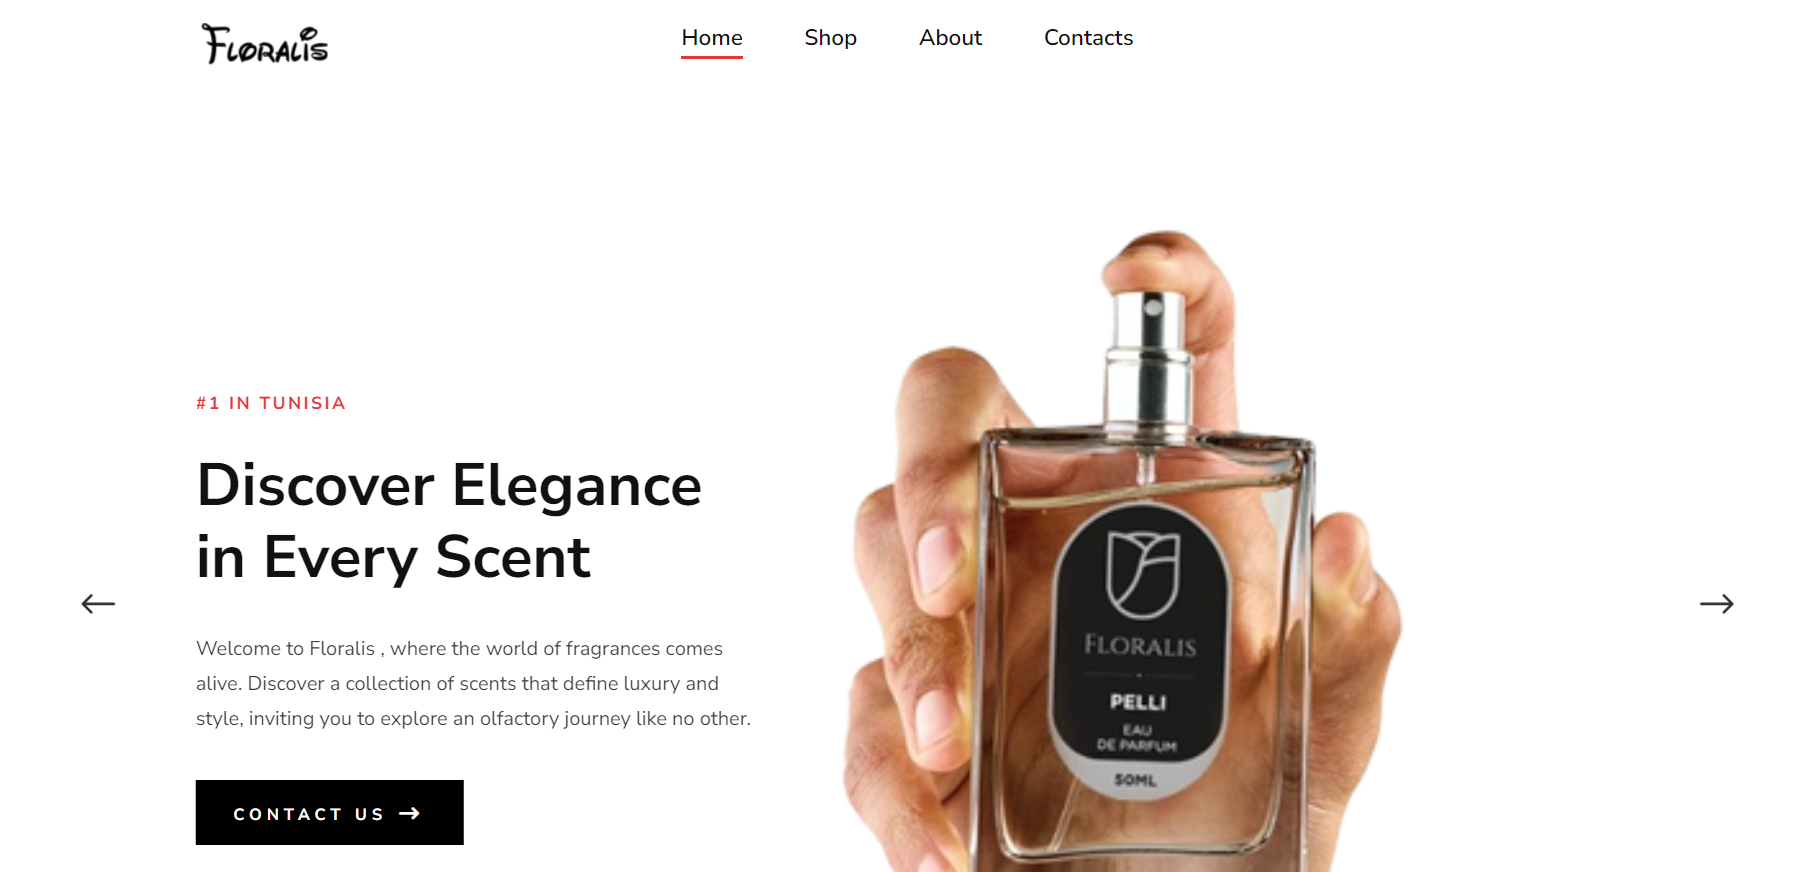 FLORALIS
Home Shop About Contacts
#1 IN TUNISIA
Discover Elegance
in Every Scent
Welcome to Floralis , where the world of fragrances comes
alive. Discover a collection of scents that define luxury and
style, inviting you to explore an olfactory journey like no other.
CONTACT US
FLORALIS
PELLI
EAU
DE PARFUM
50ML